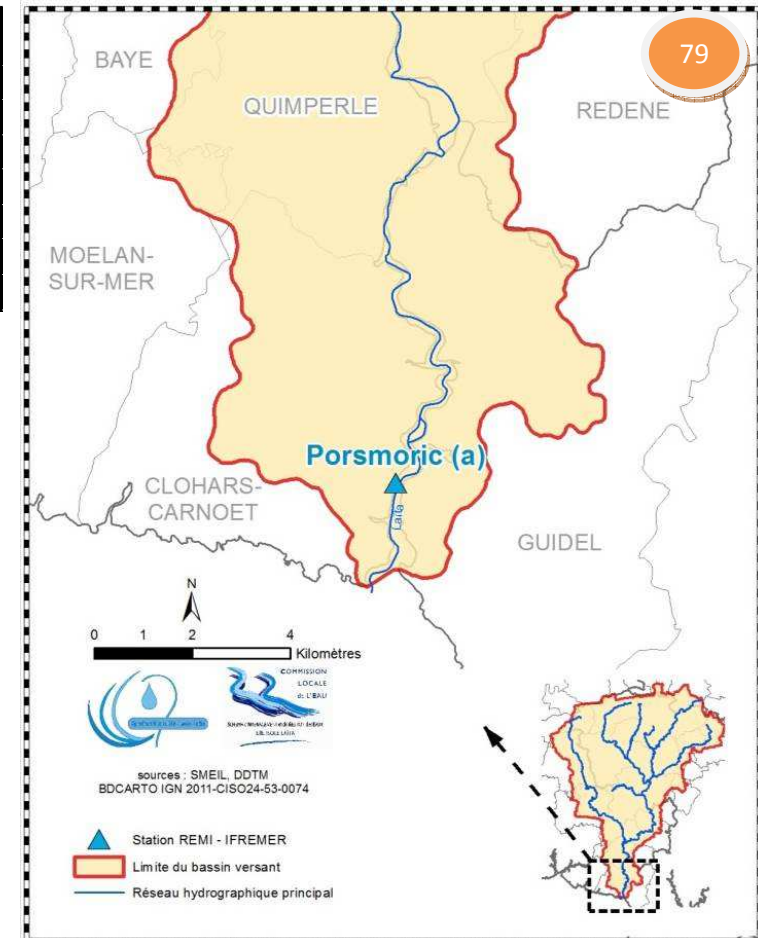 79
BAYE
QUIMPERLE
REDENE
MOELAN-
SUR-MER
Porsmoric (a)
CLOHARS-
CARNOET
Laïta
GUIDEL
N
0 1 2 4
Kilomètres
COMMISSION
LOCALE
de L'EAU
sources : SMEIL, DDTM
BDCARTO IGN 2011-CISO24-53-0074
Station REMI - IFREMER
Limite du bassin versant
Réseau hydrographique principal